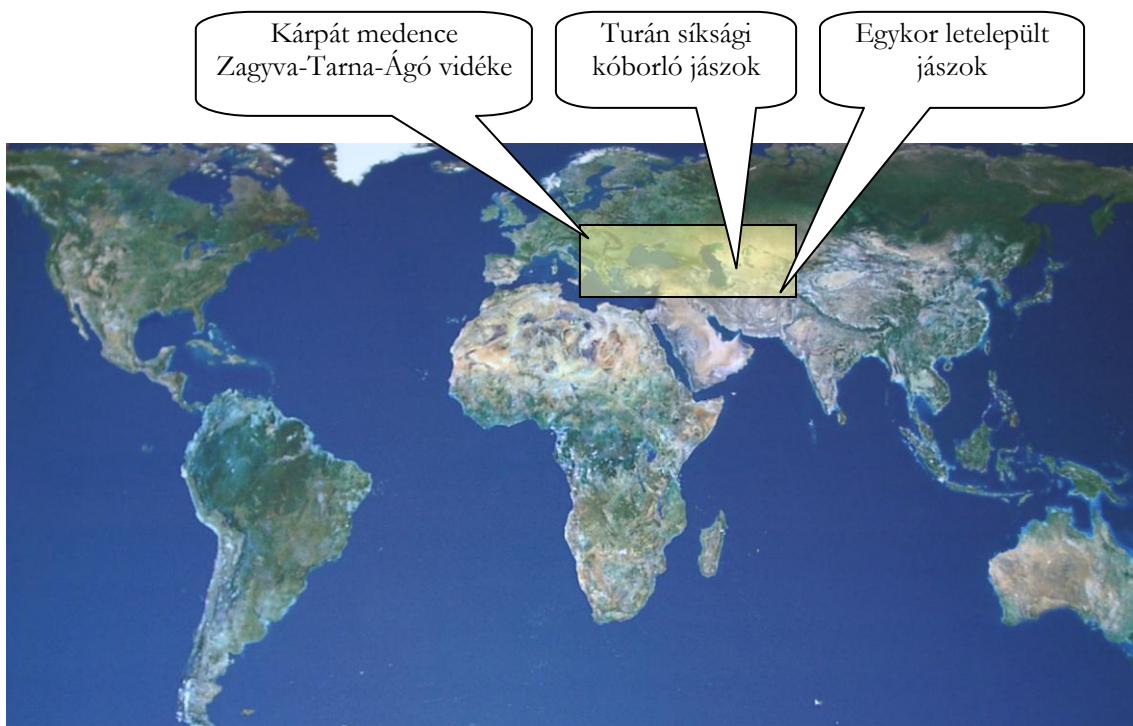 Kárpát medence
Zagyva-Tarna-Ágó vidéke
Turán síksági
kóborló jászok
Egykor letelepült
jászok